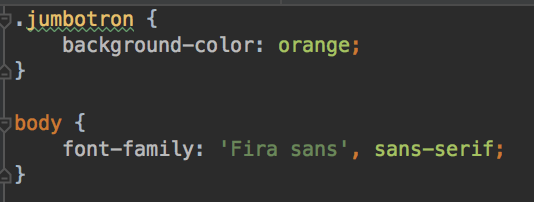 .jumbotron {
    background-color: orange;
}
body {
    font-family: 'Fira sans', sans-serif;
}